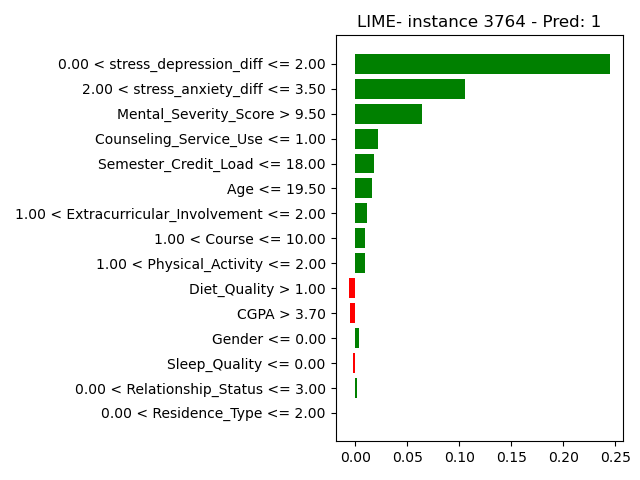 LIME- instance 3764 - Pred: 1
0.00 < stress_depression_diff <= 2.00
2.00 < stress_anxiety_diff <= 3.50
Mental_Severity_Score > 9.50
Counseling_Service_Use <= 1.00
Semester_Credit_Load <= 18.00
Age <= 19.50
1.00 < Extracurricular_Involvement <= 2.00
1.00 < Course <= 10.00
1.00 < Physical_Activity <= 2.00
Diet_Quality > 1.00
CGPA > 3.70
Gender <= 0.00
Sleep_Quality <= 0.00
0.00 < Relationship_Status <= 3.00
0.00 < Residence_Type <= 2.00
0.00 0.05 0.10 0.15 0.20 0.25